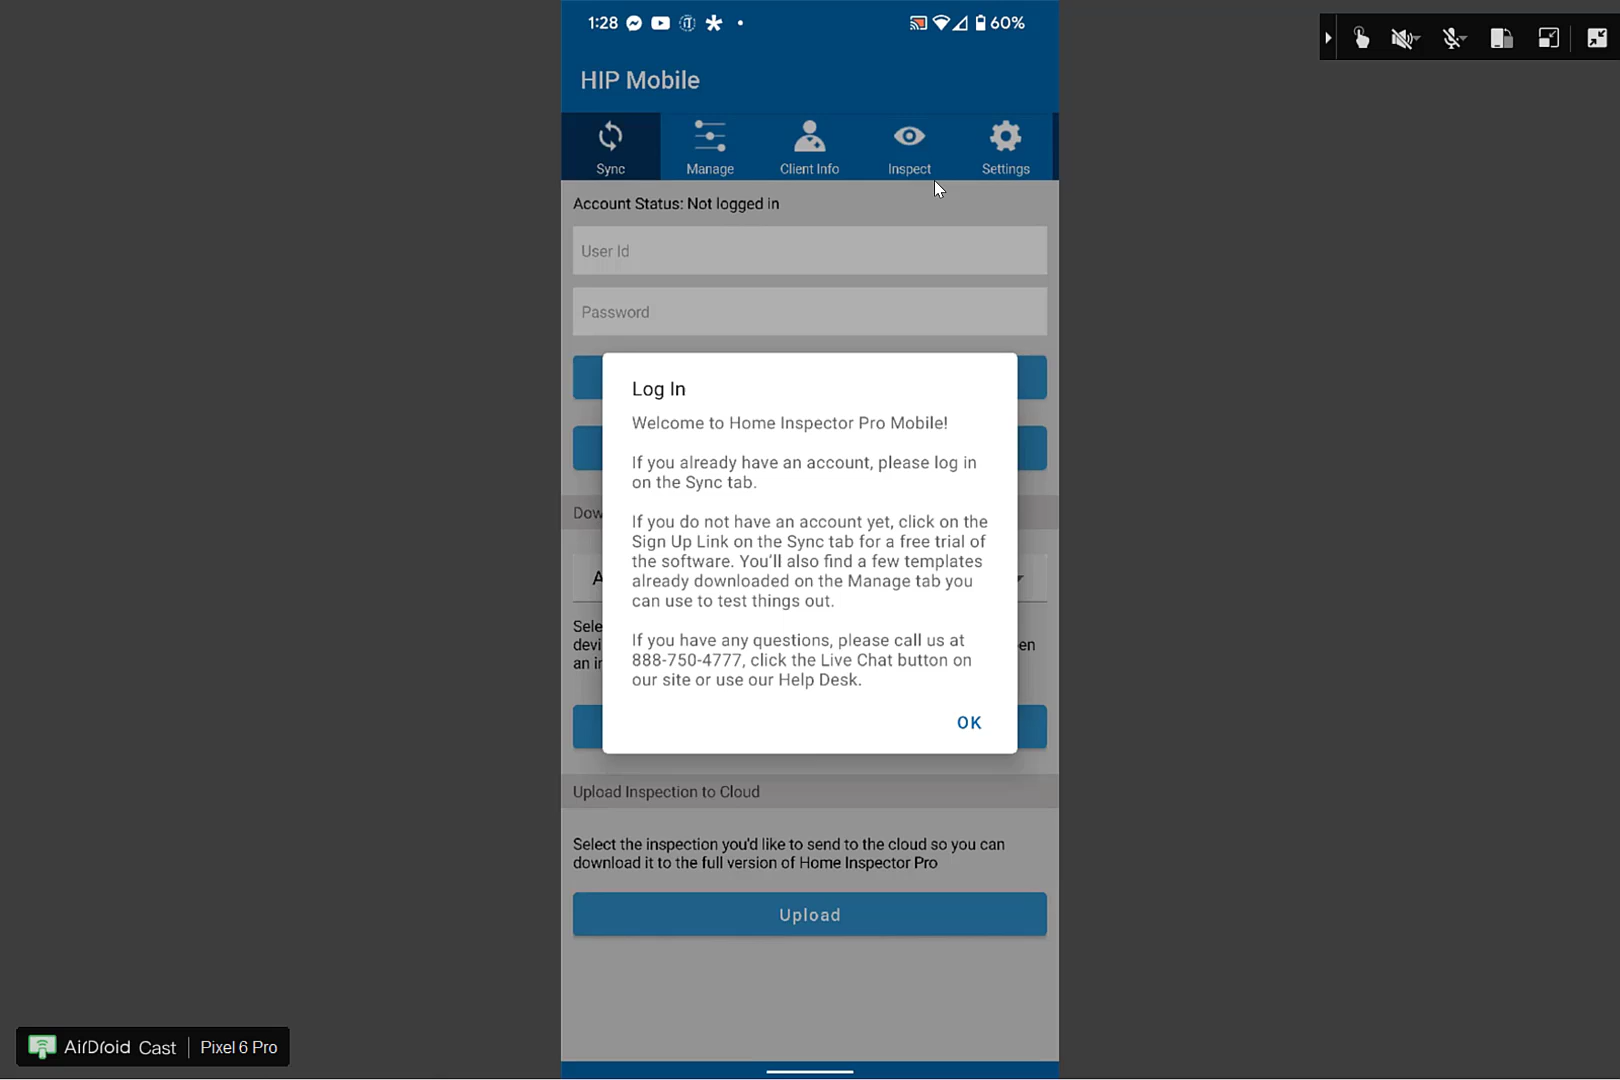 1:28
60%
HIP Mobile
Sync
Manage
Client Info
Inspect
Settings
Account Status: Not logged in
User Id
Password
Log In
Welcome to Home Inspector Pro Mobile!
If you already have an account, please log in
on the Sync tab.
If you do not have an account yet, click on the
Sign Up Link on the Sync tab for a free trial of
the software. You'll also find a few templates
already downloaded on the Manage tab you
can use to test things out.
If you have any questions, please call us at
888-750-4777, click the Live Chat button on
our site or use our Help Desk.
OK
Upload Inspection to Cloud
Select the inspection you'd like to send to the cloud so you can
download it to the full version of Home Inspector Pro
Upload
AirDroid Cast
Pixel 6 Pro